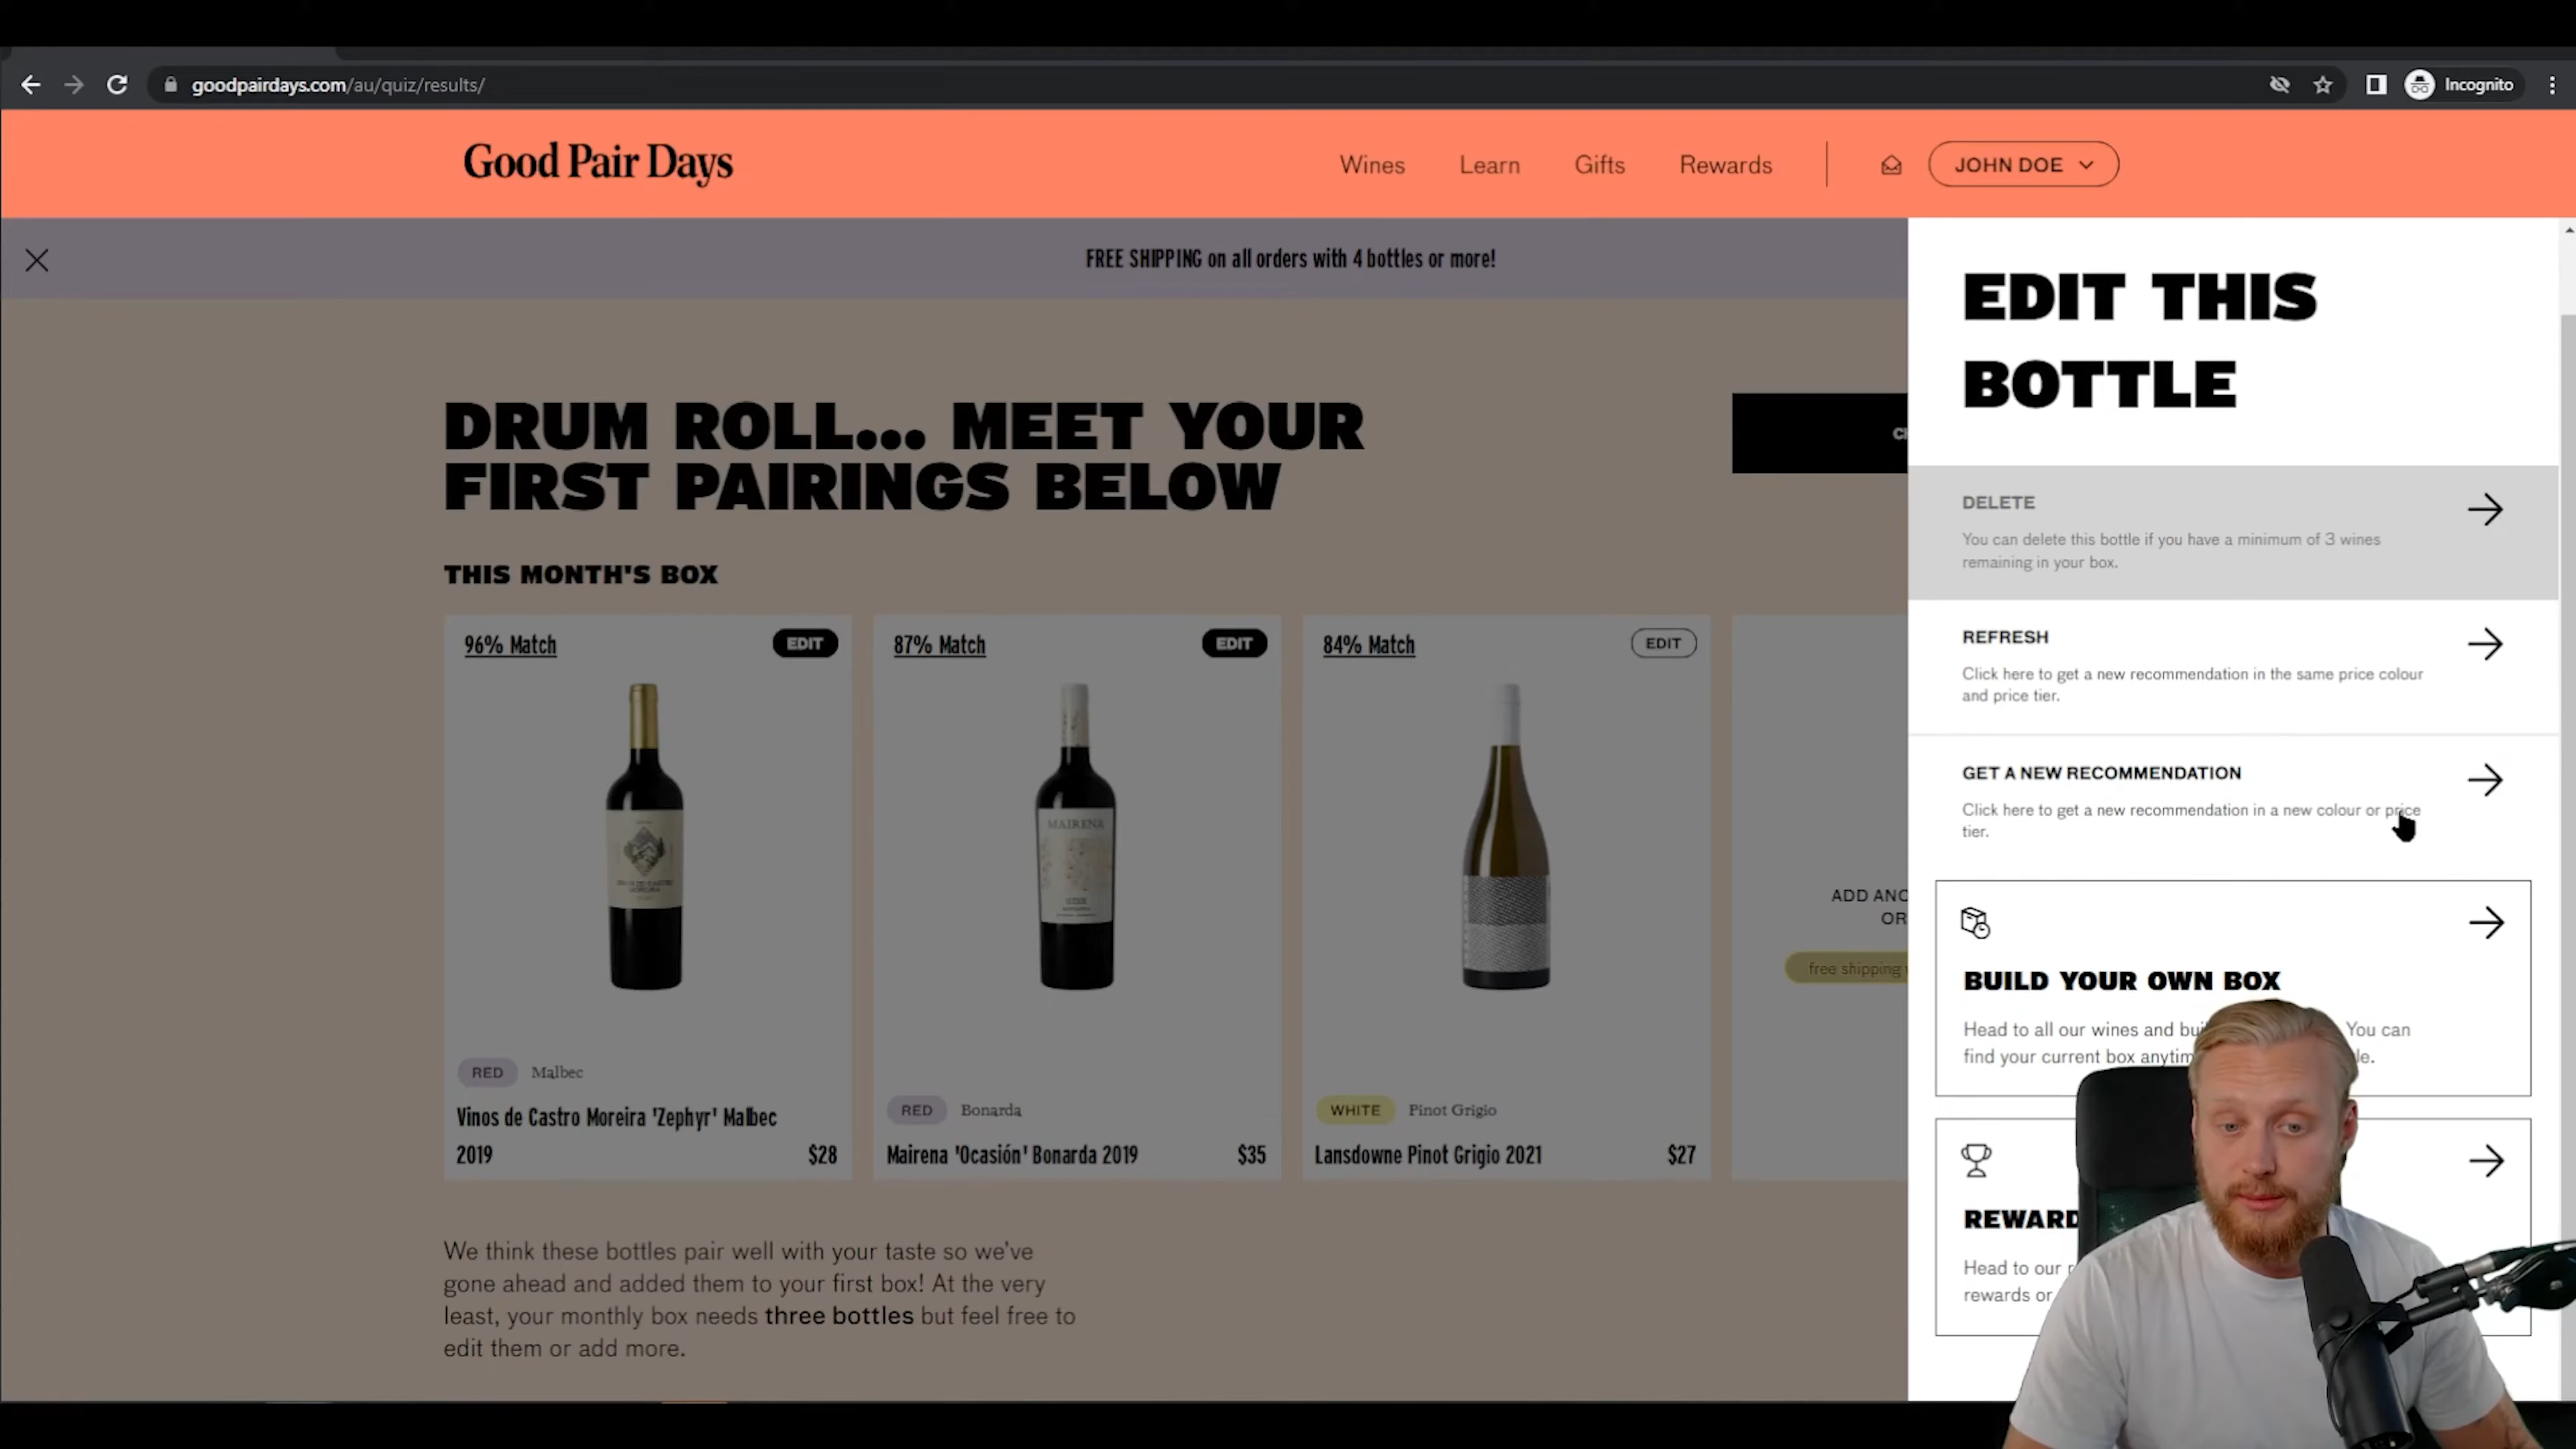 goodpairdays.com/au/quiz/results/
Incognito
Good Pair Days
Wines
Learn
Gifts
Rewards
JOHN DOE
FREE SHIPPING on all orders with 4 bottles or more!
DRUM ROLL... MEET YOUR
FIRST PAIRINGS BELOW
THIS MONTH'S BOX
96% Match
EDIT
RED
Malbec
Vinos de Castro Moreira 'Zephyr' Malbec
2019
$28
87% Match
EDIT
MAIRENA
RED
Bonarda
Mairena 'Ocasión' Bonarda 2019
$35
84% Match
EDIT
WHITE
Pinot Grigio
Lansdowne Pinot Grigio 2021
$27
OR
free shipping
We think these bottles pair well with your taste so we've
gone ahead and added them to your first box! At the very
least, your monthly box needs three bottles but feel free to
edit them or add more.
EDIT THIS
BOTTLE
DELETE
You can delete this bottle if you have a minimum of 3 wines
remaining in your box.
REFRESH
Click here to get a new recommendation in the same price colour
and price tier.
GET A NEW RECOMMENDATION
Click here to get a new recommendation in a new colour or price
tier.
BUILD YOUR OWN BOX
Head to all our wines and You can
find your current box
REWARD
Head to our
rewards or